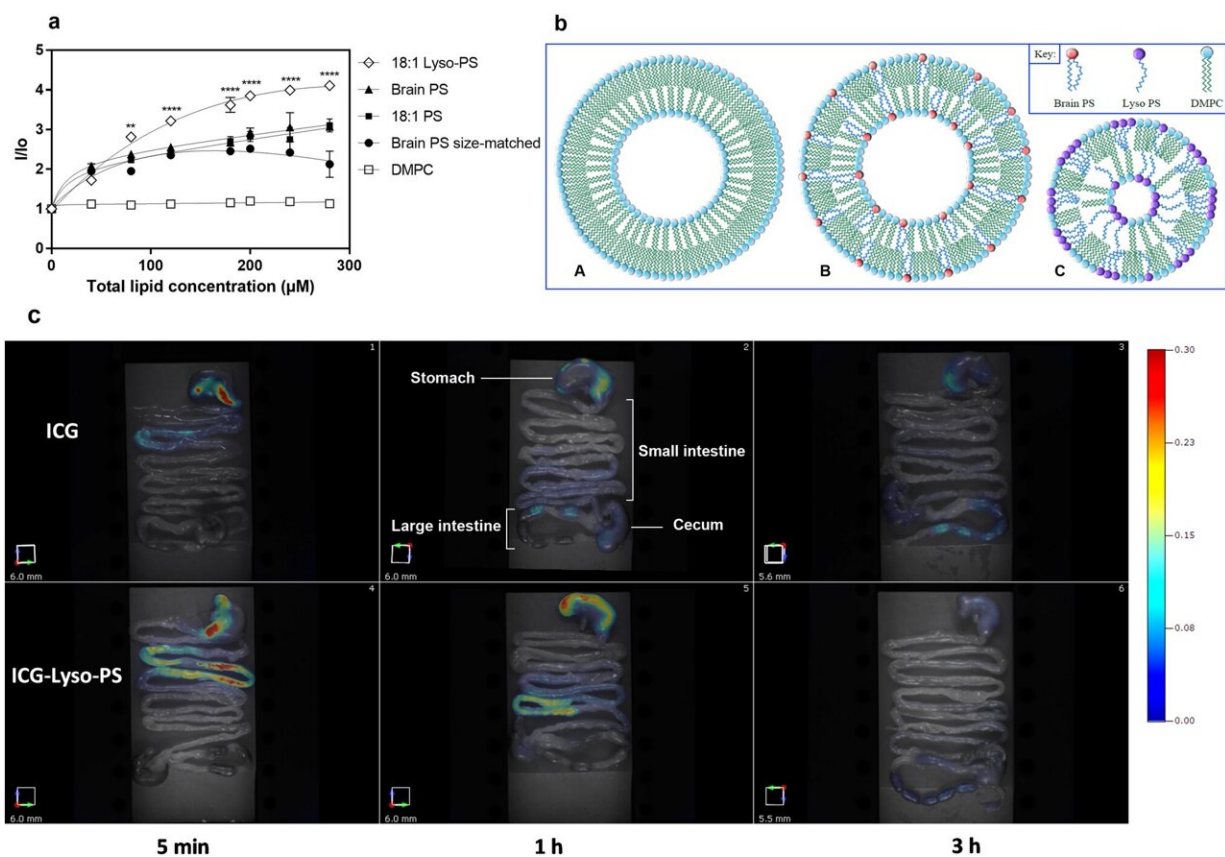 a
I/Io
5
4
3
2
1
0
0
100
200
300
Total lipid concentration (µM)
**
****
****
****
****
****
18:1 Lyso-PS
Brain PS
18:1 PS
Brain PS size-matched
DMPC
b
A
B
C
Key:
Brain PS
Lyso PS
DMPC
c
ICG
1
6.0 mm
2
Stomach
Small intestine
Large intestine
Cecum
6.0 mm
3
5.6 mm
ICG-Lyso-PS
4
6.0 mm
5
6.0 mm
6
5.5 mm
0.30
0.23
0.15
0.08
0.00
5 min
1 h
3 h